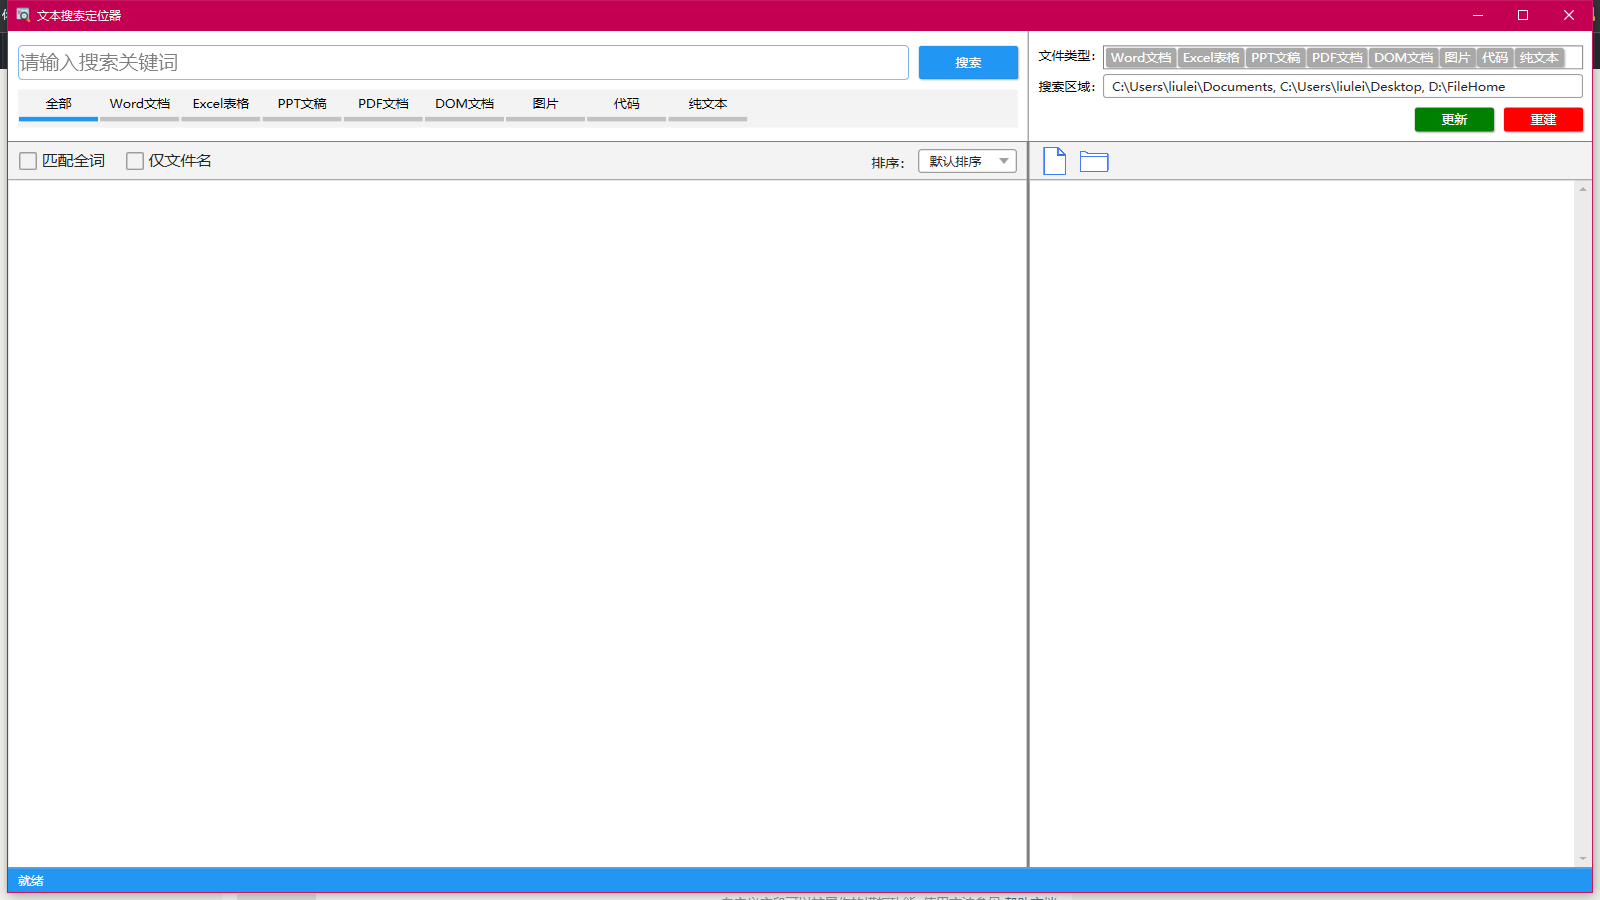 文本搜索定位器
请输入搜索关键词
搜索
全部 Word文档 Excel表格 PPT文稿 PDF文档 DOM文档 图片 代码 纯文本
文件类型： Word文档 Excel表格 PPT文稿 PDF文档 DOM文档 图片 代码 纯文本
搜索区域： C:\Users\liulei\Documents, C:\Users\liulei\Desktop, D:\FileHome
更新 重建
匹配全词 仅文件名 排序： 默认排序
就绪